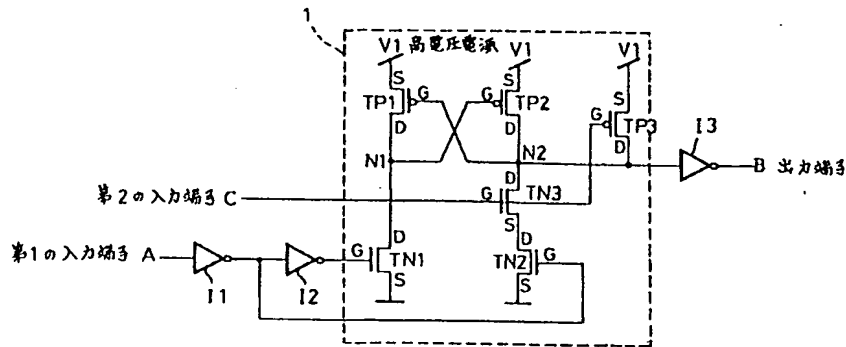 1
V1 高電圧電源 V1 V1
S S S
TP1 G G TP2 G TP3 I3
D D D
N1 N2
B 出力端子
第2の入力端子 C
D
G TN3
S
第1の入力端子 A
D D
G TN1 TN2 G
S S
I1 I2